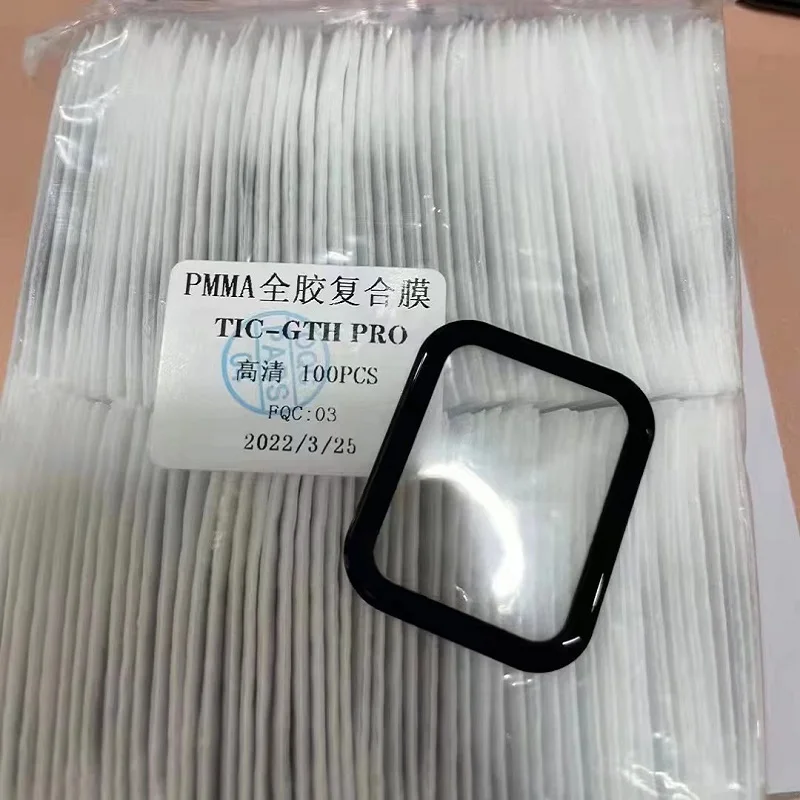 PMMA全胶复合膜
TIC-GTH PRO
高清 100PCS
FQC:03
2022/3/25
PASS